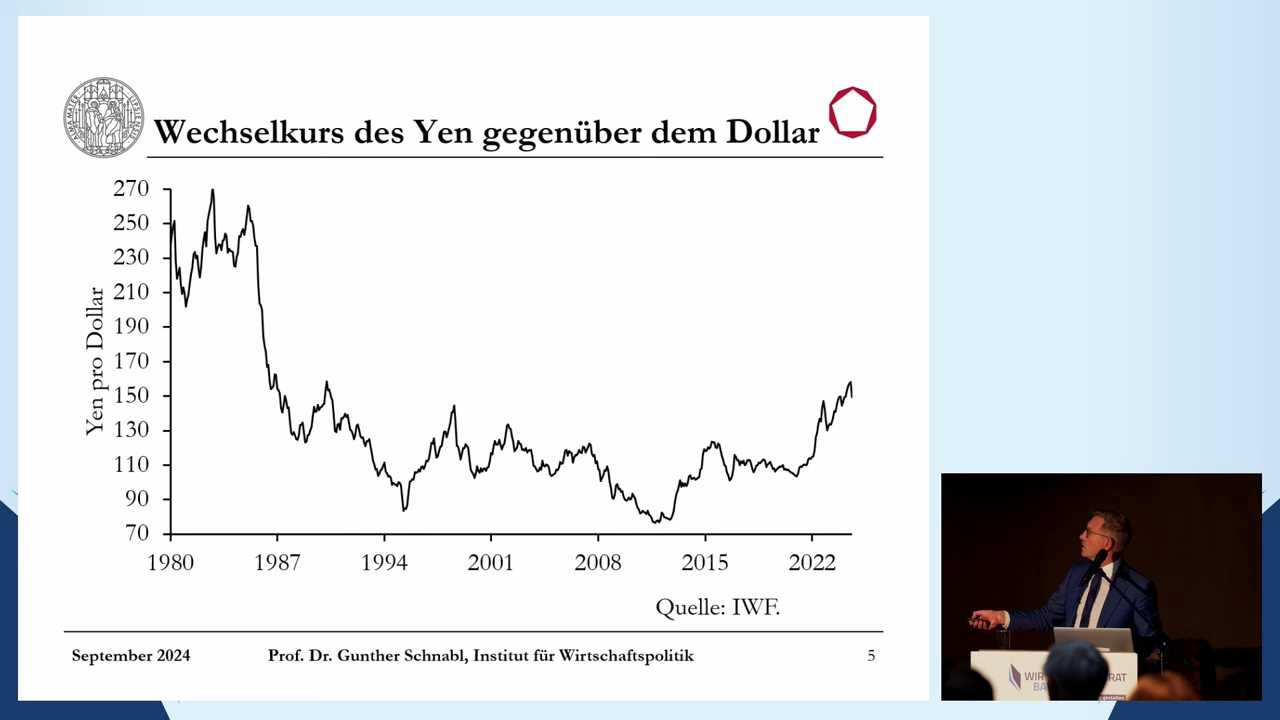 Wechselkurs des Yen gegenüber dem Dollar
Yen pro Dollar
270
250
230
210
190
170
150
130
110
90
70
1980 1987 1994 2001 2008 2015 2022
Quelle: IWF.
September 2024 Prof. Dr. Gunther Schnabl, Institut für Wirtschaftspolitik 5